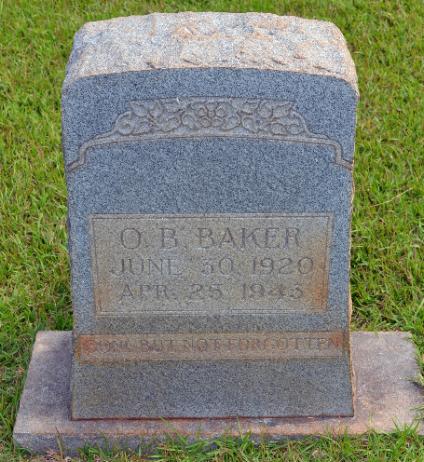 O. B. BAKER
JUNE 30, 1920
APR. 25, 1943
GONE BUT NOT FORGOTTEN